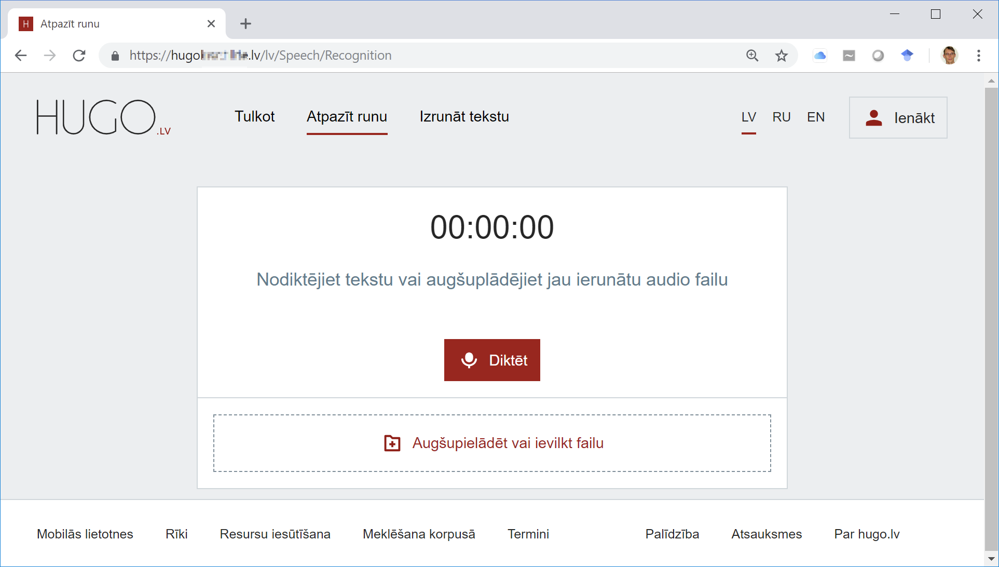 H Atpazīt runu
https://hugo .lv/lv/Speech/Recognition
HUGO.LV
Tulkot Atpazīt runu Izrunāt tekstu LV RU EN Ienākt
00:00:00
Nodiktējiet tekstu vai augšuplādējiet jau ierunātu audio failu
Diktēt
Augšupielādēt vai ievilkt failu
Mobilās lietotnes Rīki Resursu iesūtīšana Meklēšana korpusā Termini Palīdzība Atsauksmes Par hugo.lv